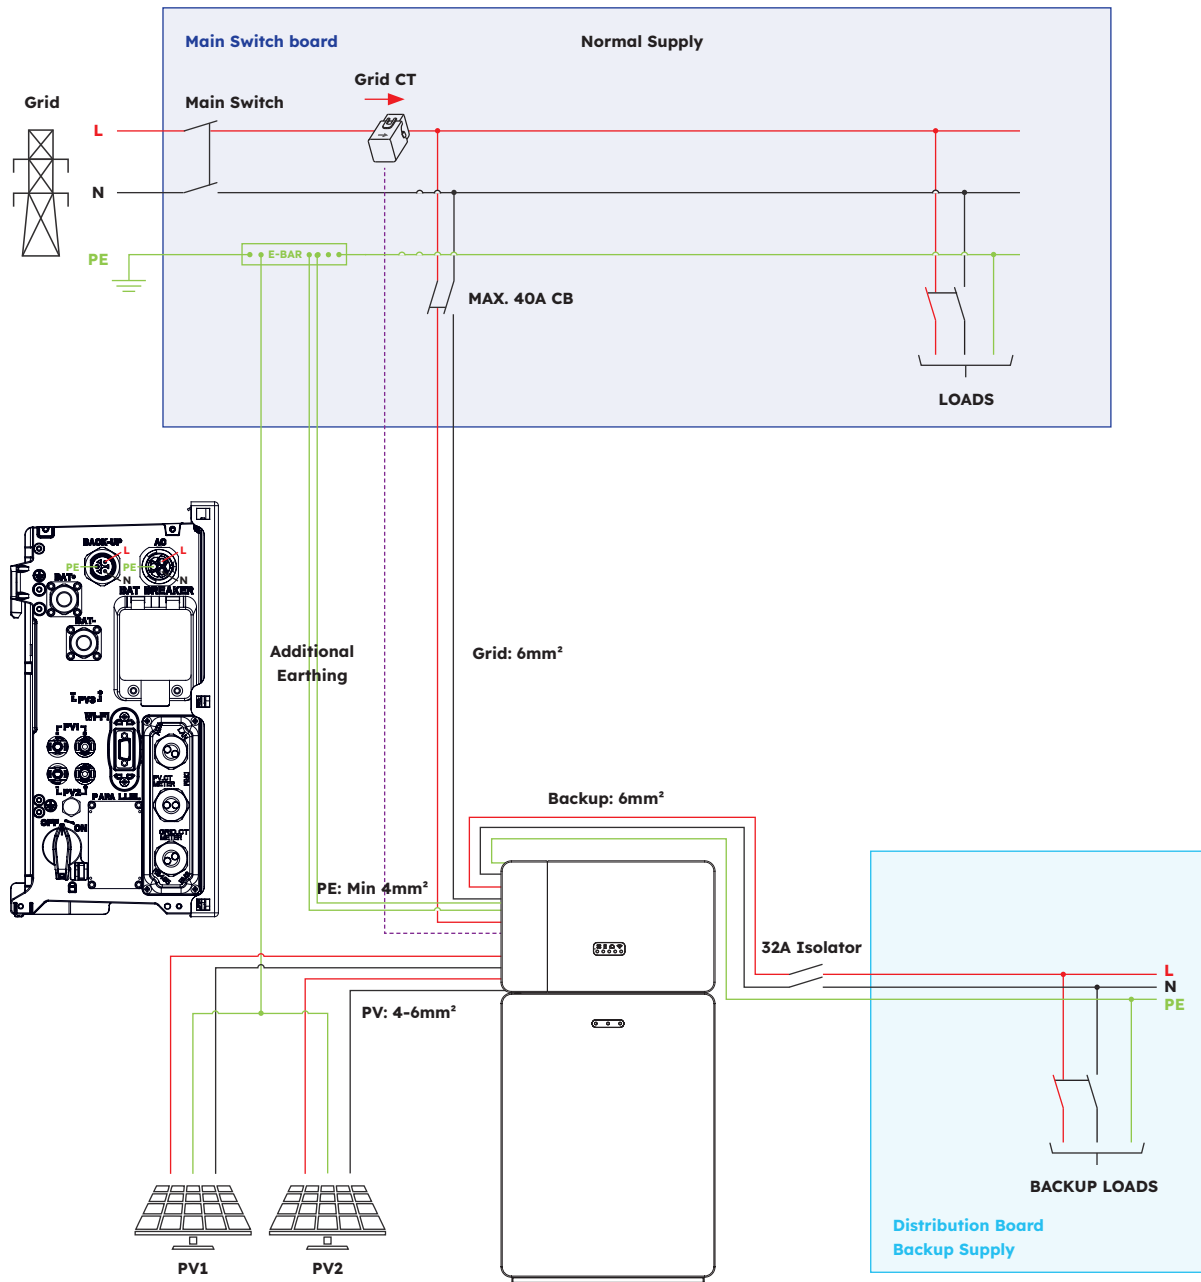 Main Switch board
Normal Supply
Grid CT
Grid
Main Switch
L
N
PE
E-BAR
MAX. 40A CB
LOADS
BACK-UP
AC
L
L
PE
PE
N
N
BAT+
BAT BREAKER
BAT-
PV3
Wi-Fi
PV1
PV2
PV.CT
METER
PARA LLEL
OFF
ON
GRID.CT
METER
Additional
Earthing
Grid: 6mm²
Backup: 6mm²
PE: Min 4mm²
32A Isolator
L
N
PE
PV: 4-6mm²
BACKUP LOADS
PV1
PV2
Distribution Board
Backup Supply